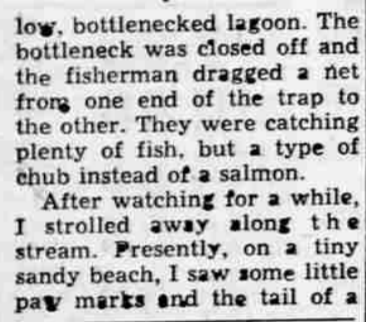 low, bottlenecked lagoon. The
bottleneck was closed off and
the fisherman dragged a net
from one end of the trap to
the other. They were catching
plenty of fish, but a type of
chub instead of a salmon.
After watching for a while,
I strolled away along the
stream. Presently, on a tiny
sandy beach, I saw some little
paw marks and the tail of a